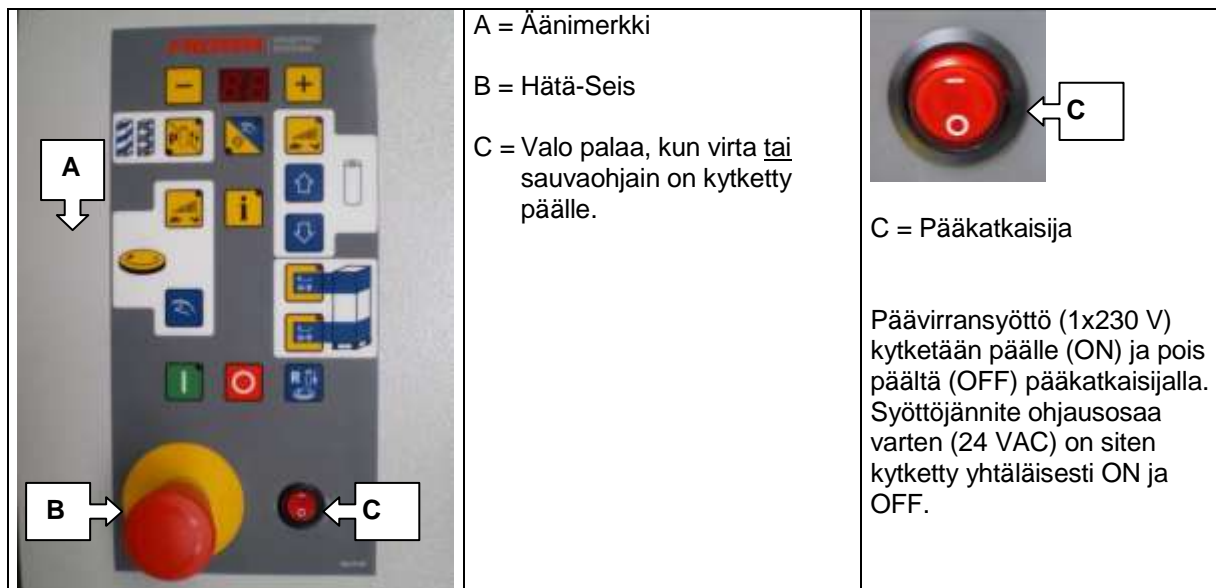 A
B
C
A = Äänimerkki
B = Hätä-Seis
C = Valo palaa, kun virta tai
sauvaohjain on kytketty
päälle.
C
C = Pääkatkaisija
Päävirransyöttö (1x230 V)
kytketään päälle (ON) ja pois
päältä (OFF) pääkatkaisijalla.
Syöttöjännite ohjausosaa
varten (24 VAC) on siten
kytketty yhtäläisesti ON ja
OFF.